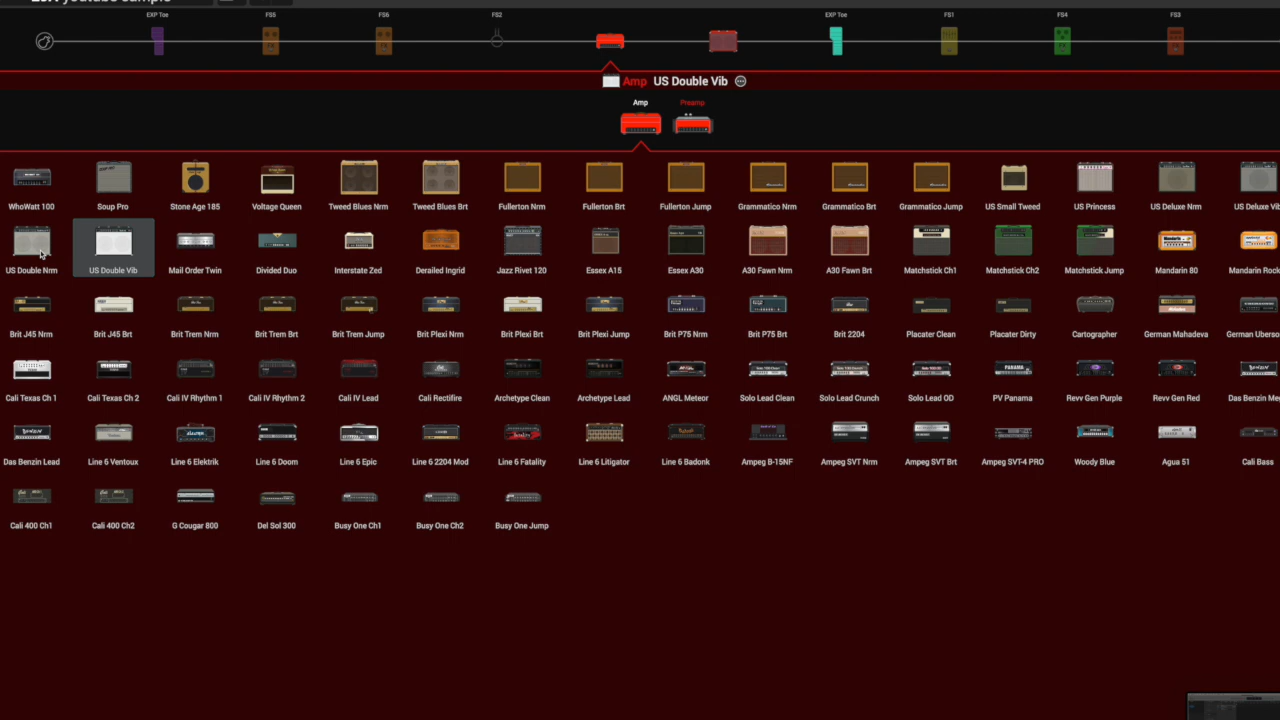 EXP Toe FS5 FS6 FS2 EXP Toe FS1 FS4 FS3
Amp US Double Vib
Amp Preamp
WhoWatt 100 Soup Pro Stone Age 185 Voltage Queen Tweed Blues Nrm Tweed Blues Brt Fullerton Nrm Fullerton Brt Fullerton Jump Grammatico Nrm Grammatico Brt Grammatico Jump US Small Tweed US Princess US Deluxe Nrm US Deluxe Vib
US Double Nrm US Double Vib Mail Order Twin Divided Duo Interstate Zed Derailed Ingrid Jazz Rivet 120 Essex A15 Essex A30 A30 Fawn Nrm A30 Fawn Brt Matchstick Ch1 Matchstick Ch2 Matchstick Jump Mandarin 80 Mandarin Rock
Brit J45 Nrm Brit J45 Brt Brit Trem Nrm Brit Trem Brt Brit Trem Jump Brit Plexi Nrm Brit Plexi Brt Brit Plexi Jump Brit P75 Nrm Brit P75 Brt Brit 2204 Placater Clean Placater Dirty Cartographer German Mahadeva German Uberso
Cali Texas Ch 1 Cali Texas Ch 2 Cali IV Rhythm 1 Cali IV Rhythm 2 Cali IV Lead Cali Rectifire Archetype Clean Archetype Lead ANGL Meteor Solo Lead Clean Solo Lead Crunch Solo Lead OD PV Panama Revv Gen Purple Revv Gen Red Das Benzin Me
Das Benzin Lead Line 6 Ventoux Line 6 Elektrik Line 6 Doom Line 6 Epic Line 6 2204 Mod Line 6 Fatality Line 6 Litigator Line 6 Badonk Ampeg B-15NF Ampeg SVT Nrm Ampeg SVT Brt Ampeg SVT-4 PRO Woody Blue Agua 51 Cali Bass
Cali 400 Ch1 Cali 400 Ch2 G Cougar 800 Del Sol 300 Busy One Ch1 Busy One Ch2 Busy One Jump